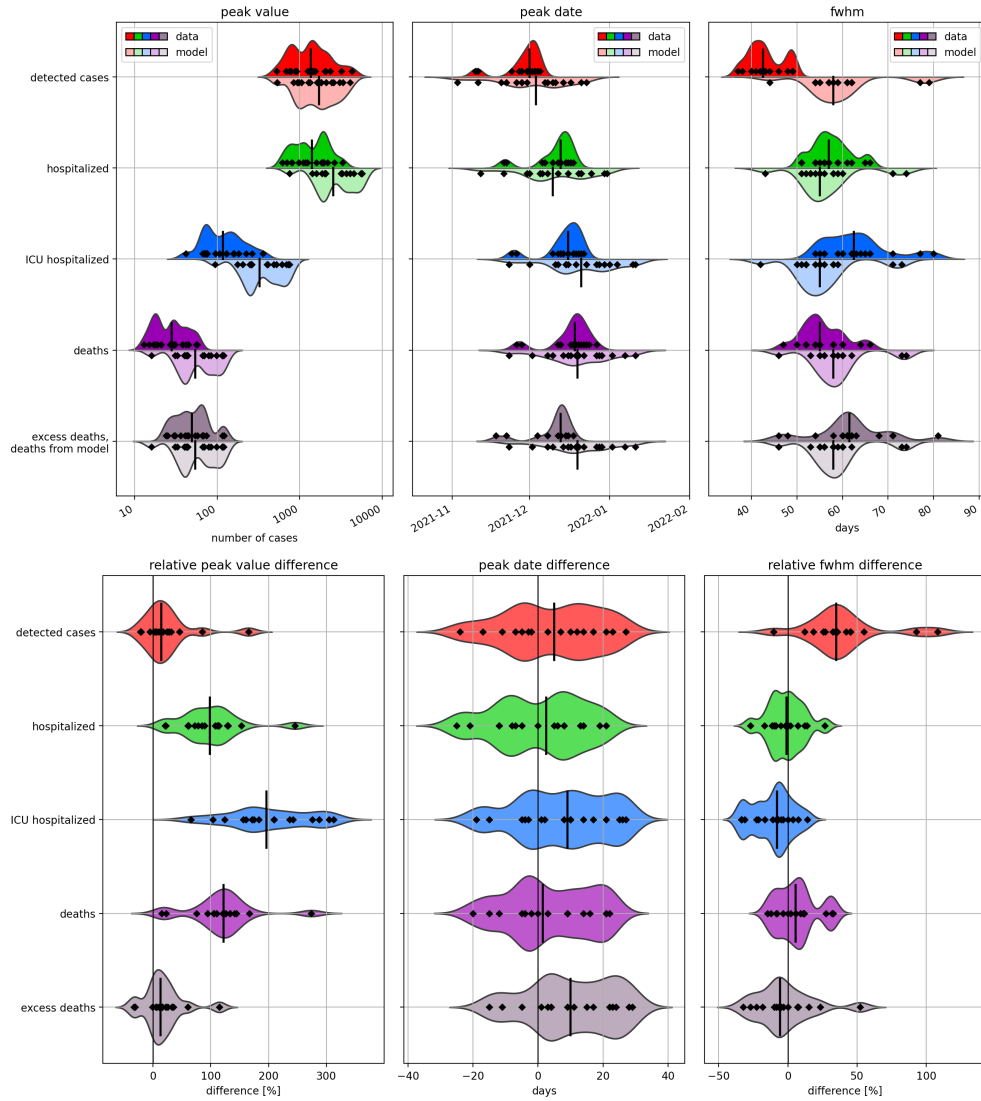 peak value
peak date
fwhm
data
model
data
model
data
model
detected cases
hospitalized
ICU hospitalized
deaths
excess deaths,
deaths from model
10
100
1000
10000
number of cases
2021-11
2021-12
2022-01
2022-02
40
50
60
70
80
90
days
relative peak value difference
peak date difference
relative fwhm difference
detected cases
hospitalized
ICU hospitalized
deaths
excess deaths
0
100
200
300
difference [%]
−40
−20
0
20
40
days
−50
0
50
100
difference [%]